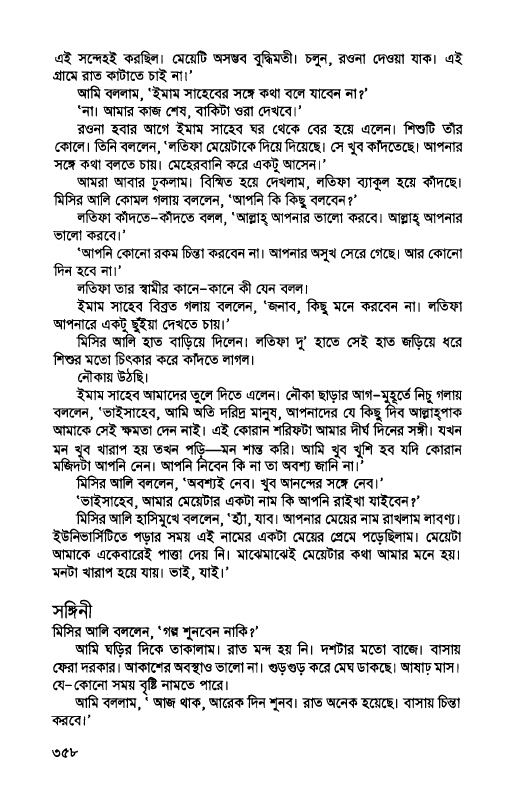 এই সন্দেহই করছিল। মেয়েটি অসম্ভব বুদ্ধিমতী। চলুন, রওনা দেওয়া যাক। এই
গ্রামে রাত কাটাতে চাই না।’
আমি বললাম, ‘ইমাম সাহেবের সঙ্গে কথা বলে যাবেন না?’
‘না। আমার কাজ শেষ, বাকিটা ওরা দেখবে।’
রওনা হবার আগে ইমাম সাহেব ঘর থেকে বের হয়ে এলেন। শিশুটি তাঁর
কোলে। তিনি বললেন, ‘লতিফা মেয়েটাকে দিয়ে দিয়েছে। সে খুব কাঁদতেছে। আপনার
সঙ্গে কথা বলতে চায়। মেহেরবানি করে একটু আসেন।’
আমরা আবার ঢুকলাম। বিস্মিত হয়ে দেখলাম, লতিফা ব্যাকুল হয়ে কাঁদছে।
মিসির আলি কোমল গলায় বললেন, ‘আপনি কি কিছু বলবেন?’
লতিফা কাঁদতে-কাঁদতে বলল, ‘আল্লাহ্ আপনার ভালো করবে। আল্লাহ্ আপনার
ভালো করবে।’
‘আপনি কোনো রকম চিন্তা করবেন না। আপনার অসুখ সেরে গেছে। আর কোনো
দিন হবে না।’
লতিফা তার স্বামীর কানে-কানে কী যেন বলল।
ইমাম সাহেব বিব্রত গলায় বললেন, ‘জনাব, কিছু মনে করবেন না। লতিফা
আপনারে একটু ছুঁইয়া দেখতে চায়।’
মিসির আলি হাত বাড়িয়ে দিলেন। লতিফা দু’ হাতে সেই হাত জড়িয়ে ধরে
শিশুর মতো চিৎকার করে কাঁদতে লাগল।
নৌকায় উঠছি।
ইমাম সাহেব আমাদের তুলে দিতে এলেন। নৌকা ছাড়ার আগ-মুহূর্তে নিচু গলায়
বললেন, ‘ভাইসাহেব, আমি অতি দরিদ্র মানুষ, আপনাদের যে কিছু দিব আল্লাহ্‌পাক
আমাকে সেই ক্ষমতা দেন নাই। এই কোরান শরিফটা আমার দীর্ঘ দিনের সঙ্গী। যখন
মন খুব খারাপ হয় তখন পড়ি—মন শান্ত করি। আমি খুব খুশি হব যদি কোরান
মজিদটা আপনি নেন। আপনি নিবেন কি না তা অবশ্য জানি না।’
মিসির আলি বললেন, ‘অবশ্যই নেব। খুব আনন্দের সঙ্গে নেব।’
‘ভাইসাহেব, আমার মেয়েটার একটা নাম কি আপনি রাইখা যাইবেন?’
মিসির আলি হাসিমুখে বললেন, ‘হ্যাঁ, যাব। আপনার মেয়ের নাম রাখলাম লাবণ্য।
ইউনিভার্সিটিতে পড়ার সময় এই নামের একটা মেয়ের প্রেমে পড়েছিলাম। মেয়েটা
আমাকে একেবারেই পাত্তা দেয় নি। মাঝেমাঝেই মেয়েটার কথা আমার মনে হয়।
মনটা খারাপ হয়ে যায়। ভাই, যাই।’
সঙ্গিনী
মিসির আলি বললেন, ‘গল্প শুনবেন নাকি?’
আমি ঘড়ির দিকে তাকালাম। রাত মন্দ হয় নি। দশটার মতো বাজে। বাসায়
ফেরা দরকার। আকাশের অবস্থাও ভালো না। গুড়গুড় করে মেঘ ডাকছে। আষাঢ় মাস।
যে-কোনো সময় বৃষ্টি নামতে পারে।
আমি বললাম, ‘ আজ থাক, আরেক দিন শুনব। রাত অনেক হয়েছে। বাসায় চিন্তা
করবে।’
৩৫৮